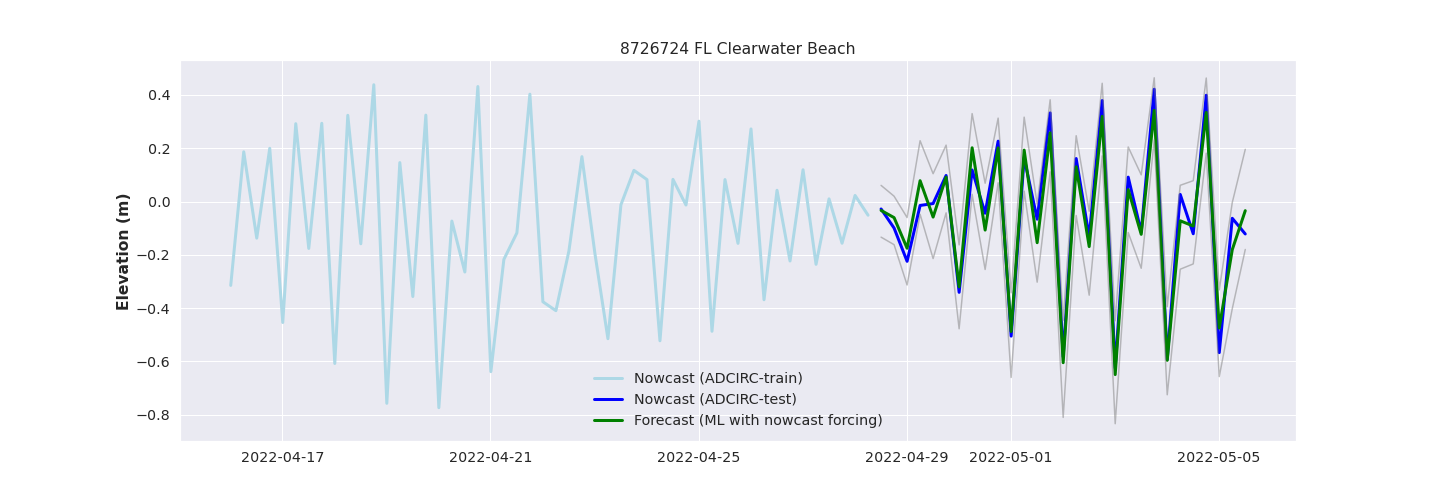 8726724 FL Clearwater Beach
Elevation (m)
0.4
0.2
0.0
−0.2
−0.4
−0.6
−0.8
Nowcast (ADCIRC-train)
Nowcast (ADCIRC-test)
Forecast (ML with nowcast forcing)
2022-04-17 2022-04-21 2022-04-25 2022-04-29 2022-05-01 2022-05-05